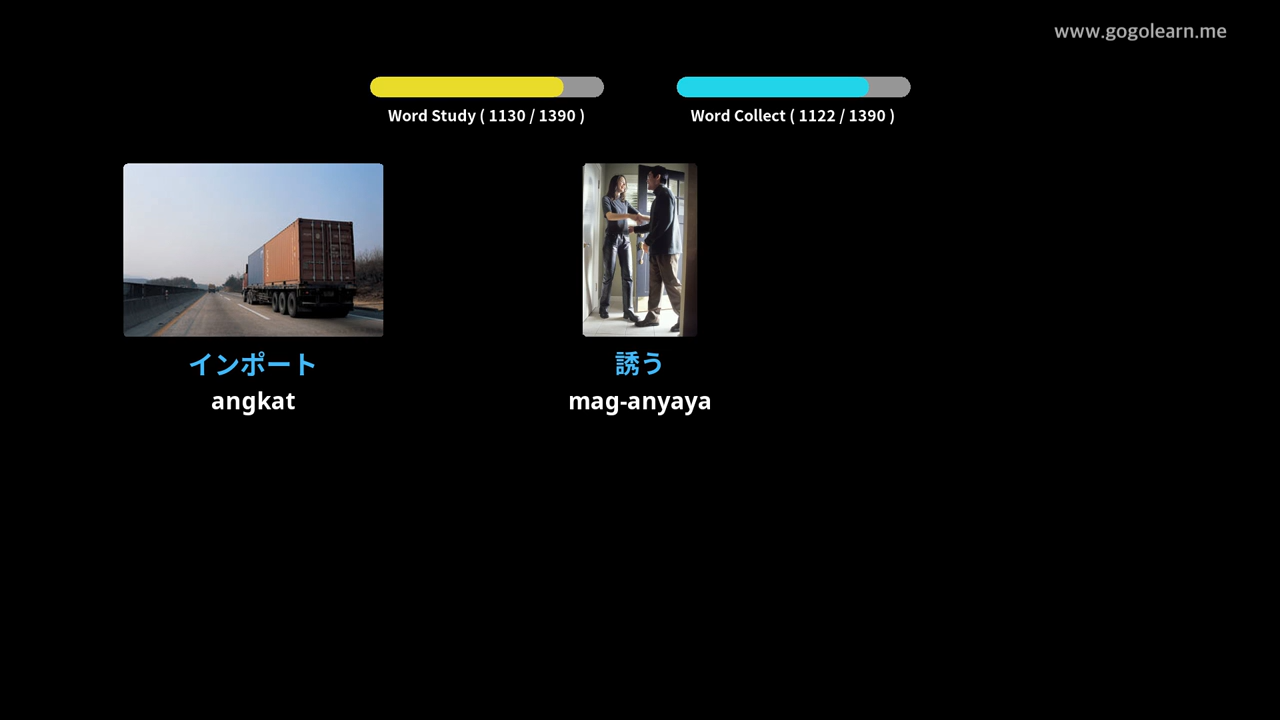 www.gogolearn.me
Word Study ( 1130 / 1390 )
Word Collect ( 1122 / 1390 )
インポート
angkat
誘う
mag-anyaya